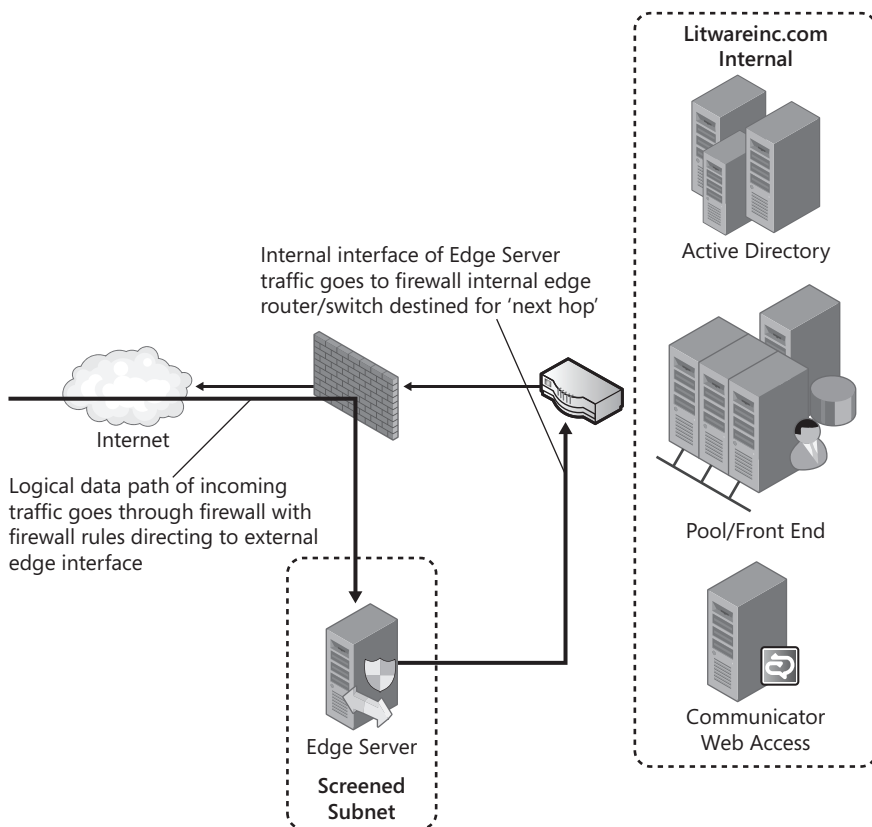 Litwareinc.com
Internal
Active Directory
Internal interface of Edge Server
traffic goes to firewall internal edge
router/switch destined for ‘next hop’
Internet
Logical data path of incoming
traffic goes through firewall with
firewall rules directing to external
edge interface
Pool/Front End
Edge Server
Screened
Subnet
Communicator
Web Access